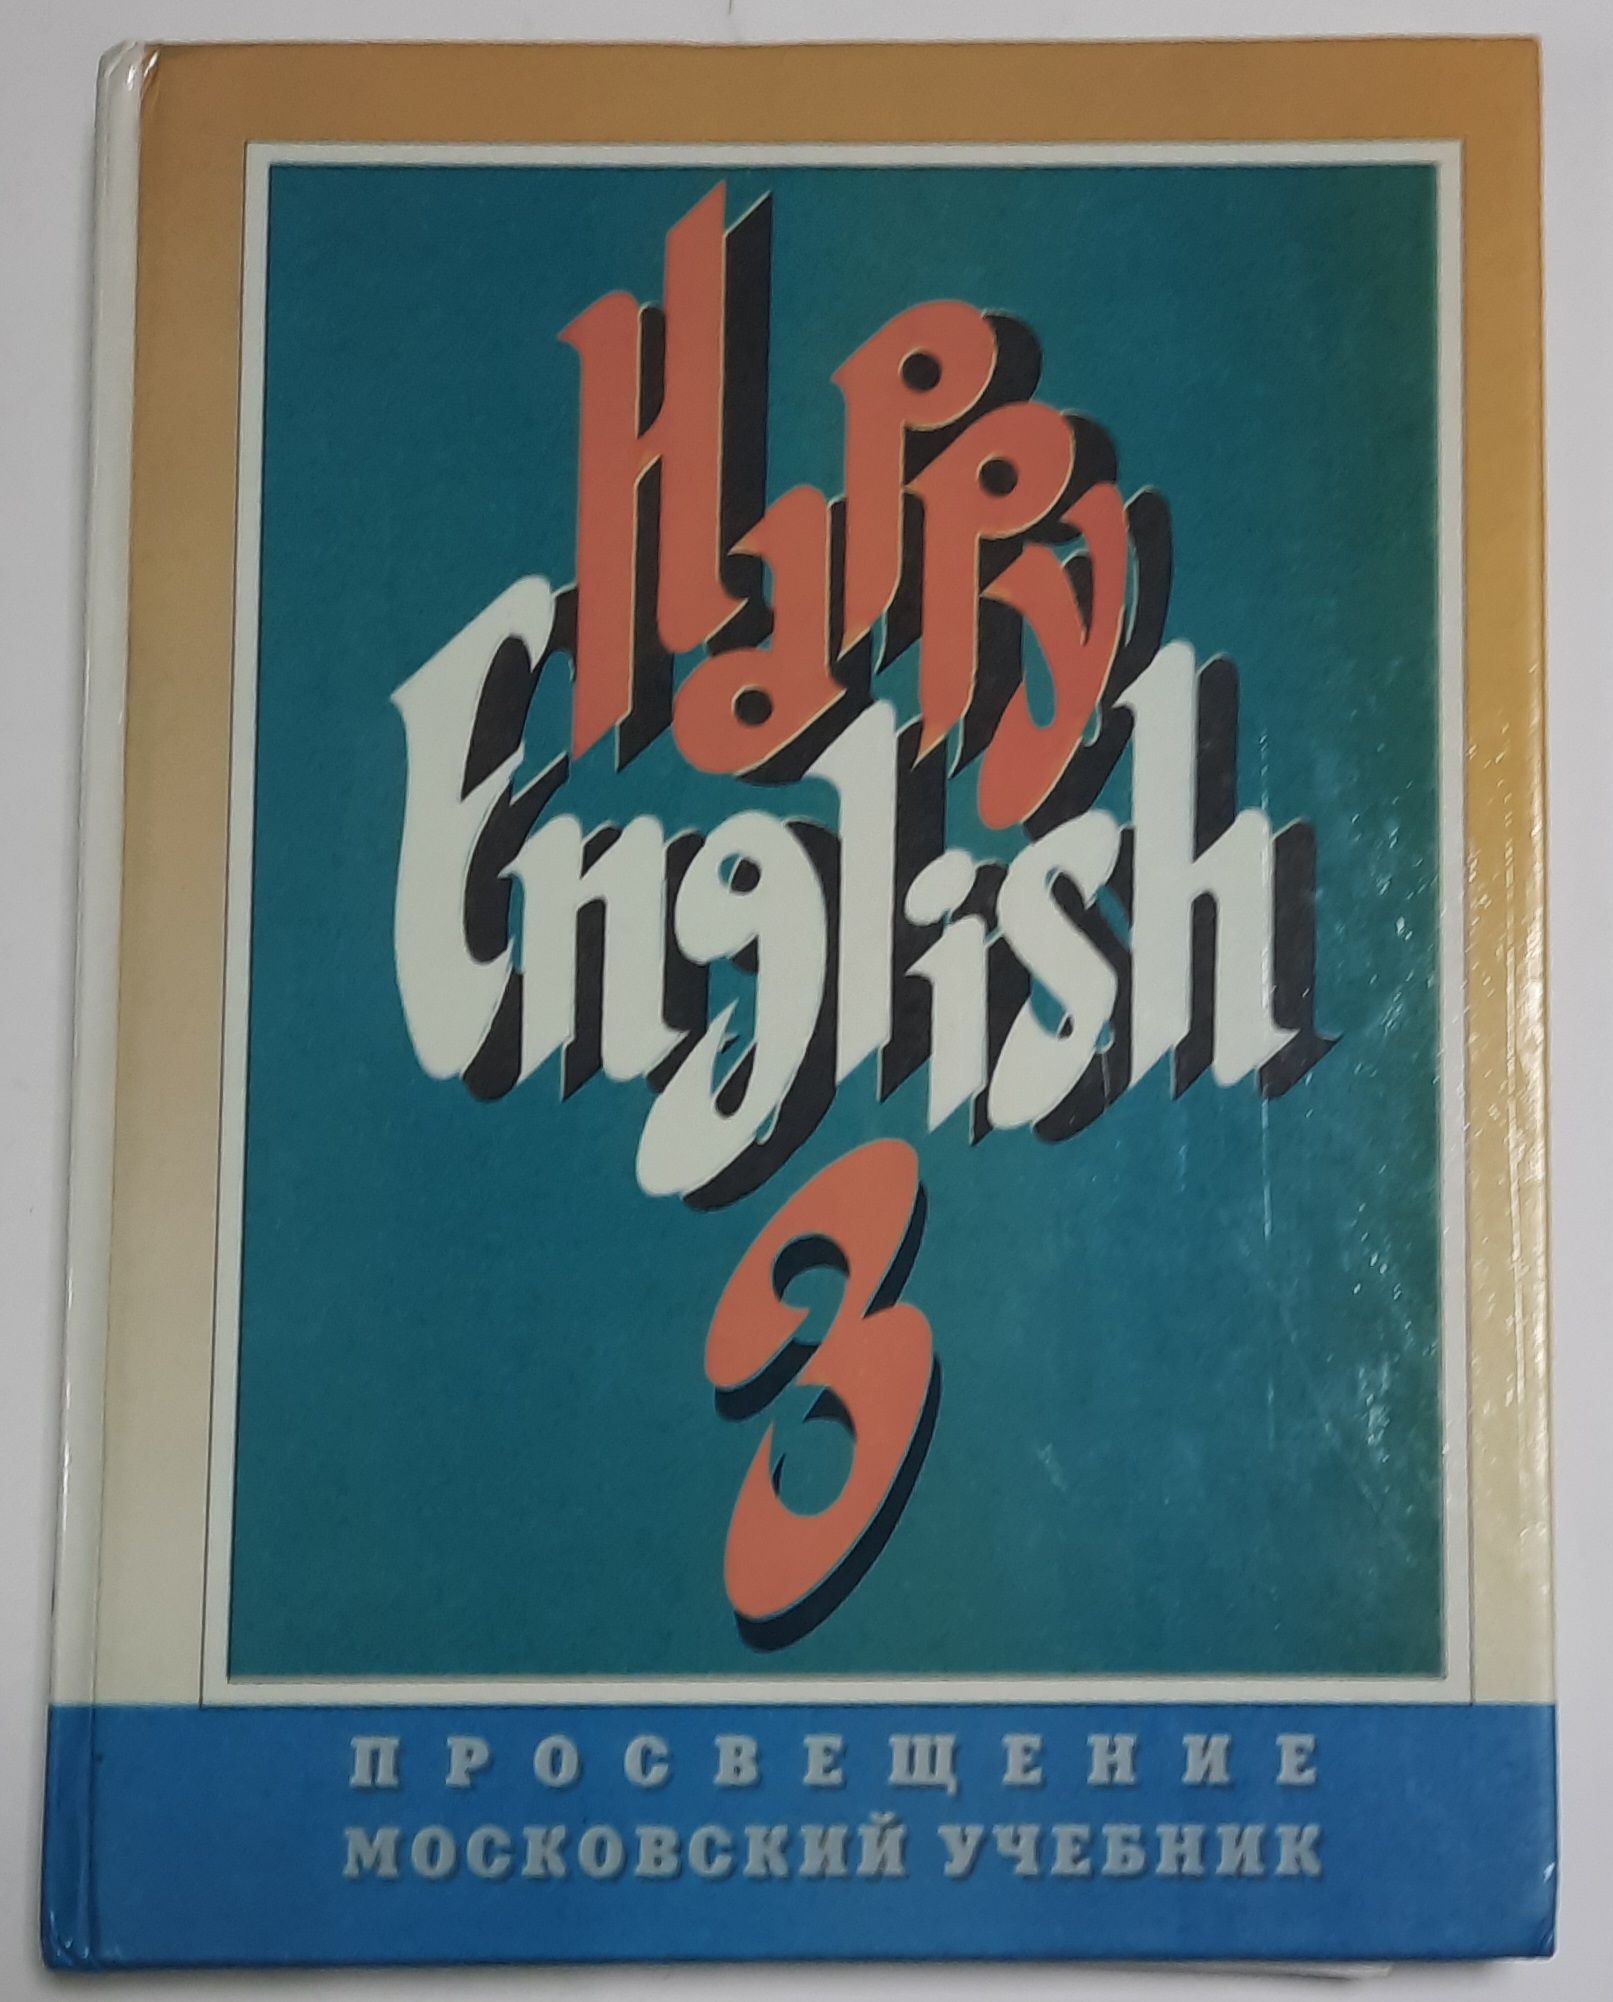 Happy
English
3
ПРОСВЕЩЕНИЕ
МОСКОВСКИЙ УЧЕБНИК